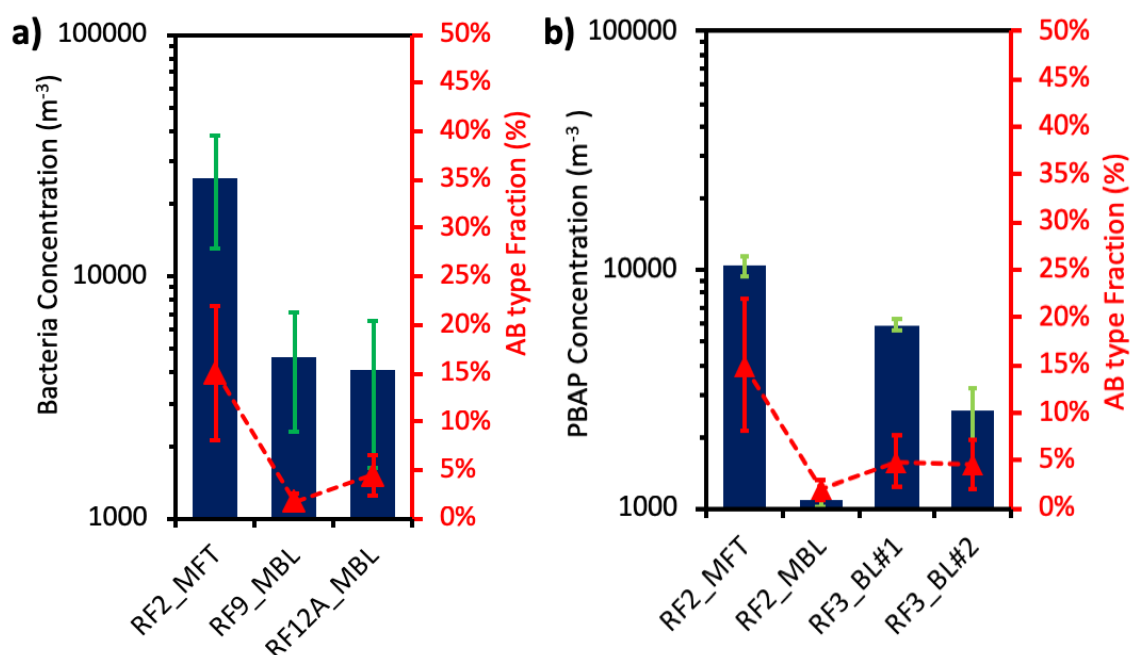 a)
Bacteria Concentration (m⁻³)
100000
10000
1000
50%
45%
40%
35%
30%
25%
20%
15%
10%
5%
0%
AB type Fraction (%)
RF2_MFT
RF9_MBL
RF12A_MBL
b)
PBAP Concentration (m⁻³)
100000
10000
1000
50%
45%
40%
35%
30%
25%
20%
15%
10%
5%
0%
AB type Fraction (%)
RF2_MFT
RF2_MBL
RF3_BL#1
RF3_BL#2